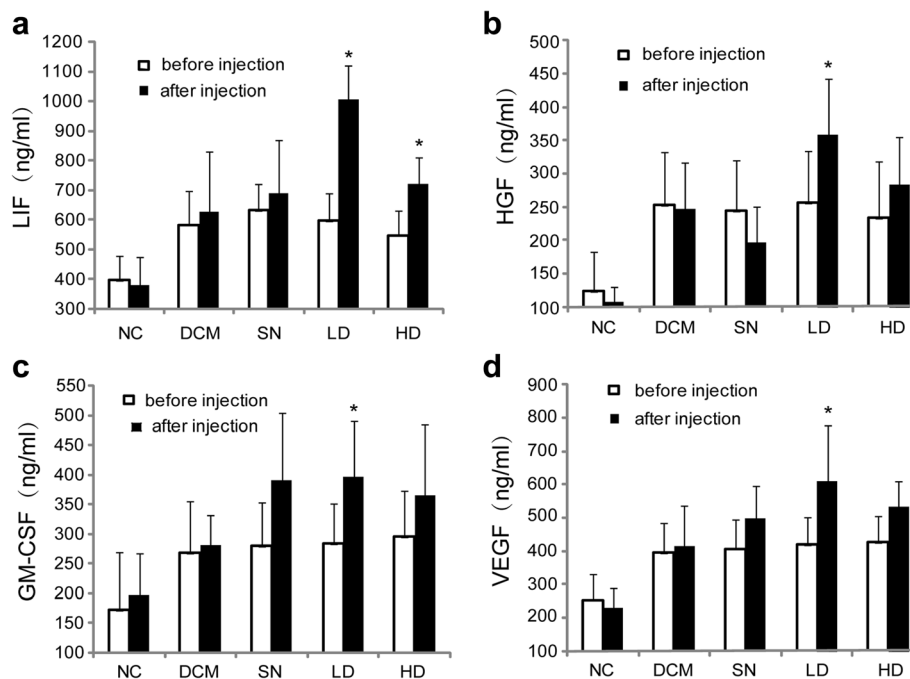 a
LIF (ng/ml)
1200
1100
1000
900
800
700
600
500
400
300
before injection
after injection
*
*
NC DCM SN LD HD
b
HGF (ng/ml)
500
450
400
350
300
250
200
150
100
before injection
after injection
*
NC DCM SN LD HD
c
GM-CSF (ng/ml)
550
500
450
400
350
300
250
200
150
100
before injection
after injection
*
NC DCM SN LD HD
d
VEGF (ng/ml)
900
800
700
600
500
400
300
200
100
before injection
after injection
*
NC DCM SN LD HD